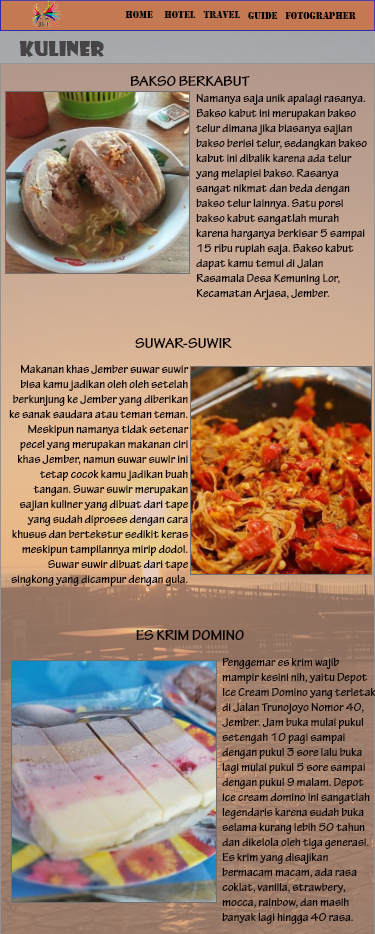 HOME HOTEL TRAVEL GUIDE FOTOGRAPHER
KULINER
BAKSO BERKABUT
Namanya saja unik apalagi rasanya.
Bakso kabut ini merupakan bakso
telur dimana jika biasanya sajian
bakso berisi telur, sedangkan bakso
kabut ini dibalik karena ada telur
yang melapisi bakso. Rasanya
sangat nikmat dan beda dengan
bakso telur lainnya. Satu porsi
bakso kabut sangatlah murah
karena harganya berkisar 5 sampai
15 ribu rupiah saja. Bakso kabut
dapat kamu temui di Jalan
Rasamala Desa Kemuning Lor,
Kecamatan Arjasa, Jember.
SUWAR-SUWIR
Makanan khas Jember suwar suwir
bisa kamu jadikan oleh oleh setelah
berkunjung ke Jember yang diberikan
ke sanak saudara atau teman teman.
Meskipun namanya tidak setenar
pecel yang merupakan makanan ciri
khas Jember, namun suwar suwir ini
tetap cocok kamu jadikan buah
tangan. Suwar suwir merupakan
sajian kuliner yang dibuat dari tape
yang sudah diproses dengan cara
khusus dan bertekstur sedikit keras
meskipun tampilannya mirip dodol.
Suwar suwir dibuat dari tape
singkong yang dicampur dengan gula.
ES KRIM DOMINO
Penggemar es krim wajib
mampir kesini nih, yaitu Depot
Ice Cream Domino yang terletak
di Jalan Trunojoyo Nomor 40,
Jember. Jam buka mulai pukul
setengah 10 pagi sampai
dengan pukul 3 sore lalu buka
lagi mulai pukul 5 sore sampai
dengan pukul 9 malam. Depot
ice cream domino ini sangatlah
legendaris karena sudah buka
selama kurang lebih 50 tahun
dan dikelola oleh tiga generasi.
Es krim yang disajikan
bermacam macam, ada rasa
coklat, vanilla, strawbery,
mocca, rainbow, dan masih
banyak lagi hingga 40 rasa.